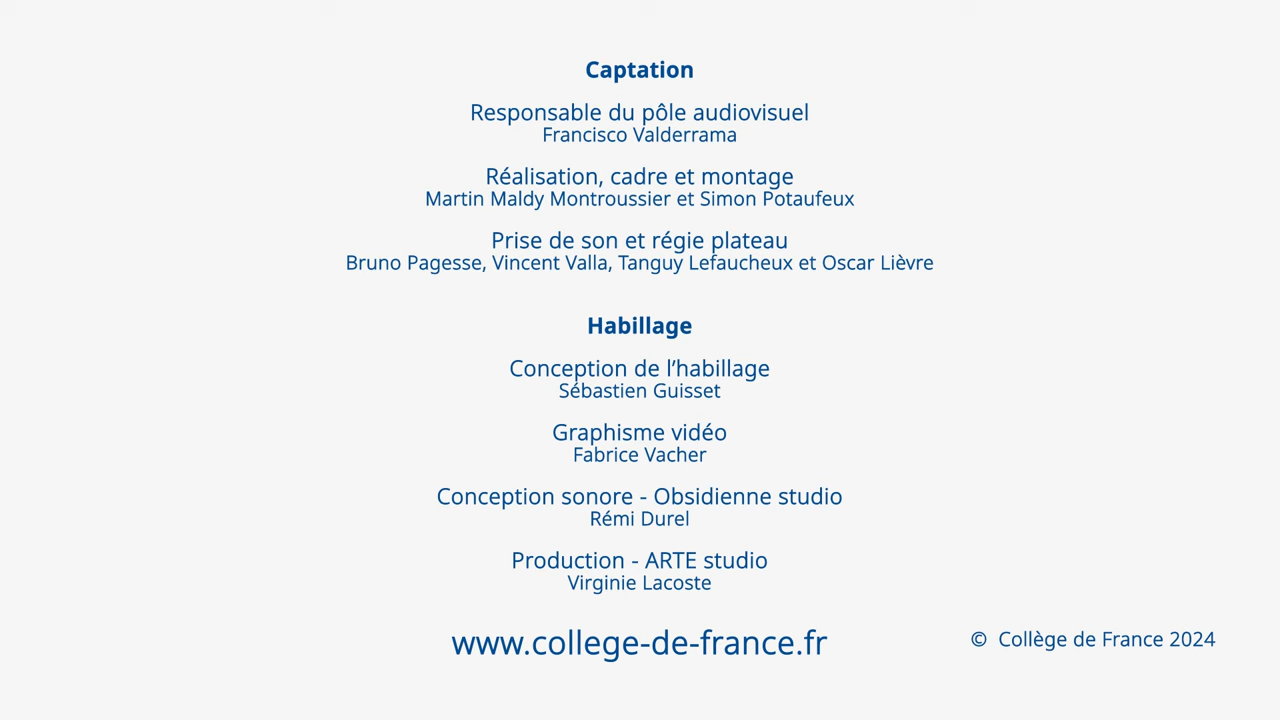 Captation
Responsable du pôle audiovisuel
Francisco Valderrama
Réalisation, cadre et montage
Martin Maldy Montroussier et Simon Potaufeux
Prise de son et régie plateau
Bruno Pagesse, Vincent Valla, Tanguy Lefaucheux et Oscar Lièvre
Habillage
Conception de l’habillage
Sébastien Guisset
Graphisme vidéo
Fabrice Vacher
Conception sonore - Obsidienne studio
Rémi Durel
Production - ARTE studio
Virginie Lacoste
www.college-de-france.fr
© Collège de France 2024